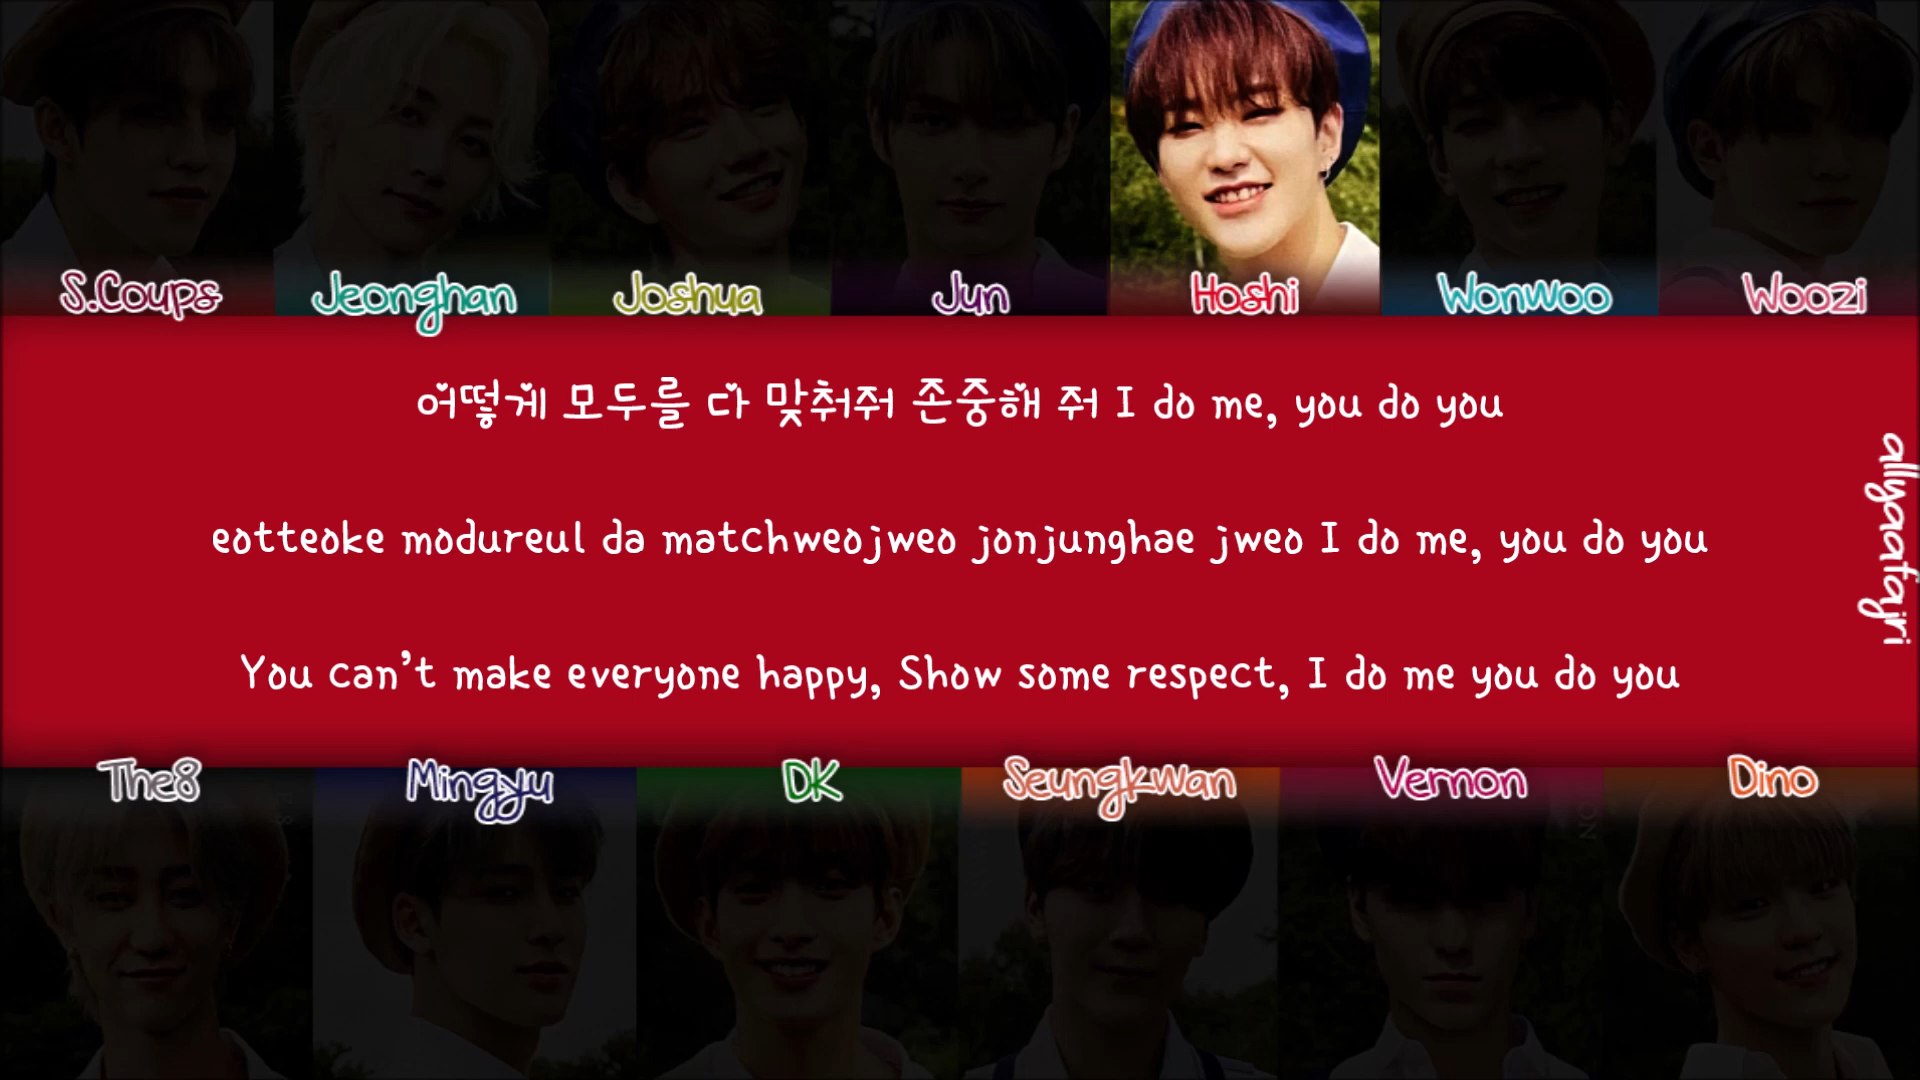 S.Coups
Jeonghan
Joshua
Jun
Hoshi
Wonwoo
Woozi
어떻게 모두를 다 맞춰줘 존중해 줘 I do me, you do you
eotteoke modureul da matchweojweo jonjunghae jweo I do me, you do you
You can't make everyone happy, Show some respect, I do me you do you
allyaafajri
The8
Mingyu
DK
Seungkwan
Vernon
Dino